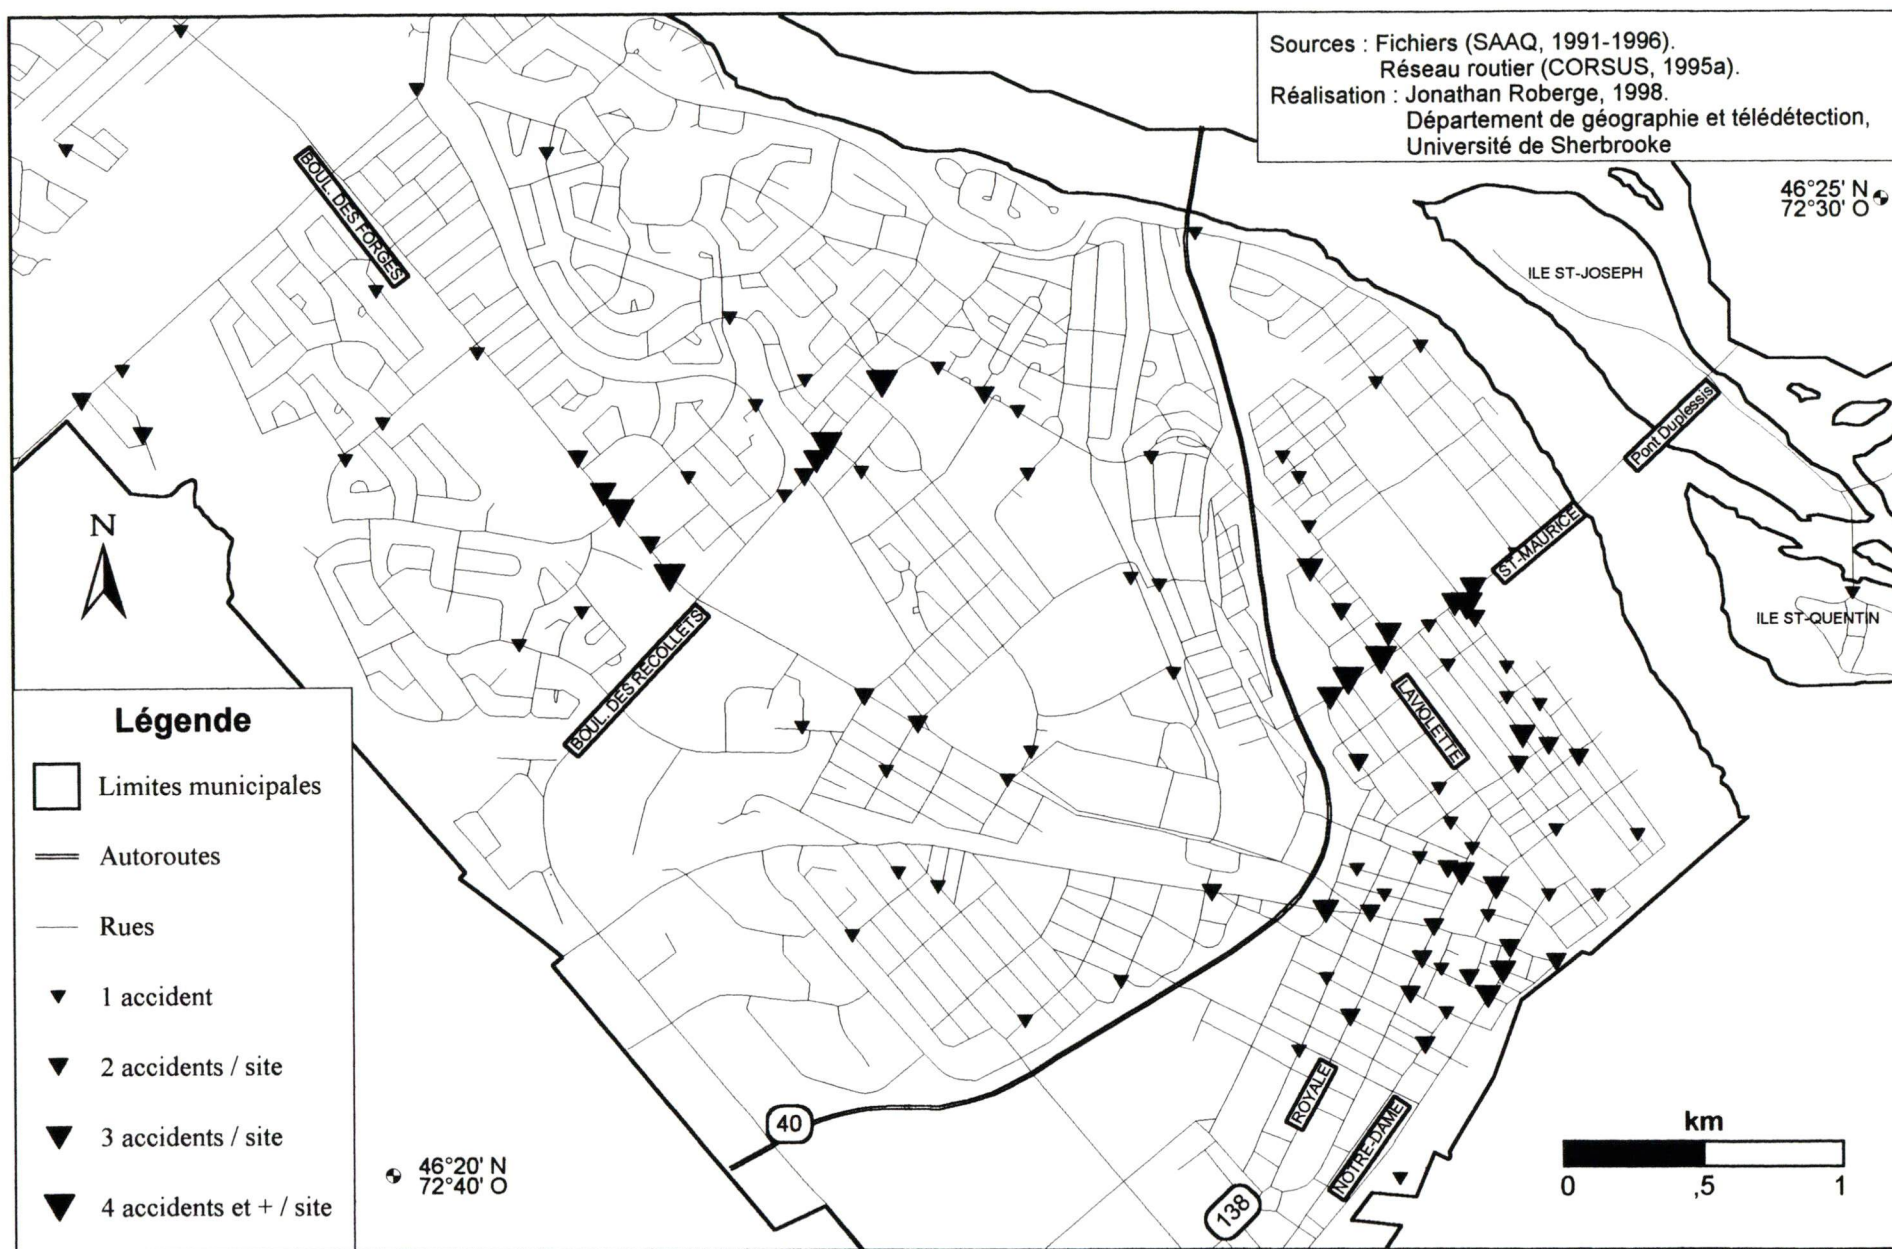 Sources : Fichiers (SAAQ, 1991-1996).
Réseau routier (CORSUS, 1995a).
Réalisation : Jonathan Roberge, 1998.
Département de géographie et télédétection,
Université de Sherbrooke
46°25' N
72°30' O
BOUL. DES FORGES
ILE ST-JOSEPH
Pont Duplessis
ST-MAURICE
ILE ST-QUENTIN
N
BOUL. DES RECOLLETS
LAVIOLETTE
Légende
Limites municipales
Autoroutes
Rues
1 accident
2 accidents / site
3 accidents / site
4 accidents et + / site
40
46°20' N
72°40' O
ROYALE
NOTRE-DAME
138
km
0 ,5 1